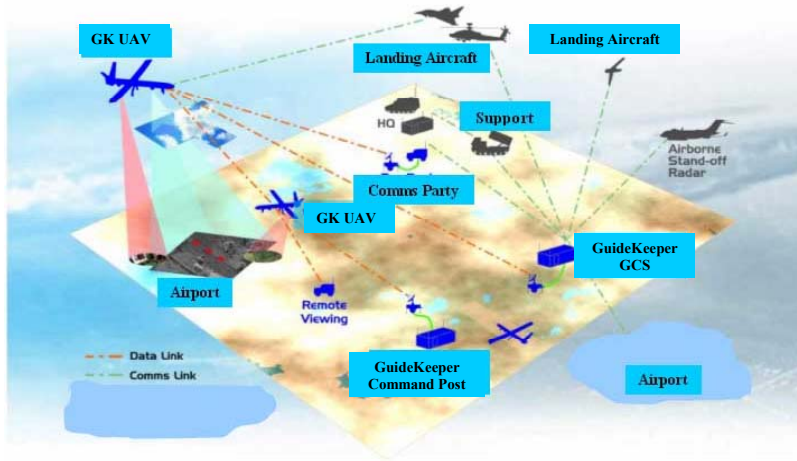 GK UAV
Landing Aircraft
Landing Aircraft
HQ
Support
Airborne
Stand-off
Radar
Comms Party
GK UAV
GuideKeeper
GCS
Airport
Remote
Viewing
GuideKeeper
Command Post
Airport
Data Link
Comms Link